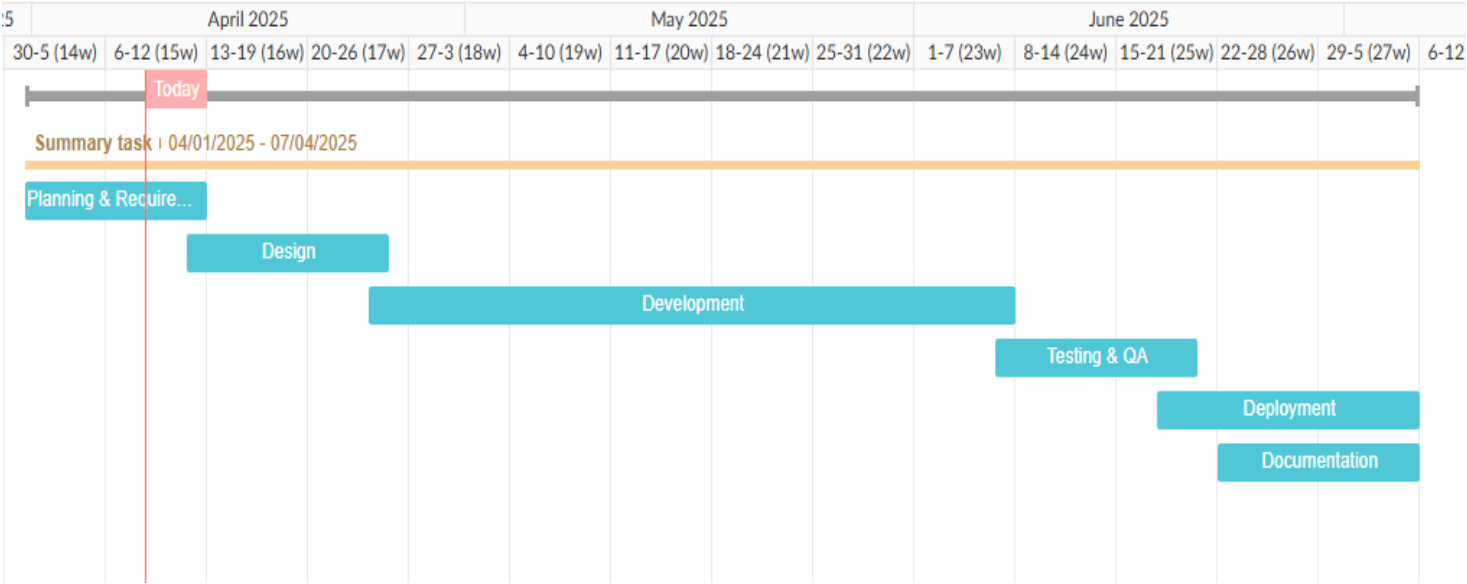 :5 April 2025 May 2025 June 2025
30-5 (14w) 6-12 (15w) 13-19 (16w) 20-26 (17w) 27-3 (18w) 4-10 (19w) 11-17 (20w) 18-24 (21w) 25-31 (22w) 1-7 (23w) 8-14 (24w) 15-21 (25w) 22-28 (26w) 29-5 (27w) 6-12
Today
Summary task 04/01/2025 - 07/04/2025
Planning & Require...
Design
Development
Testing & QA
Deployment
Documentation